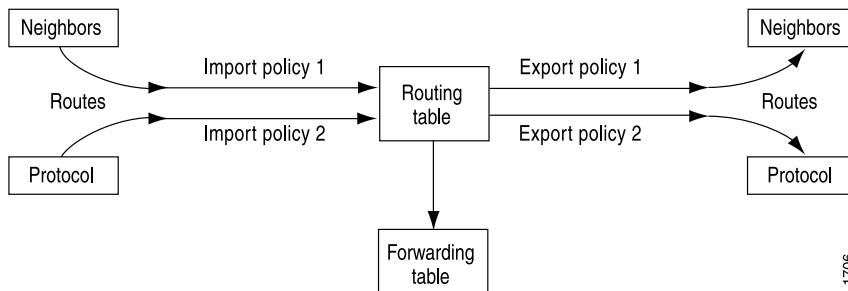 Neighbors
Neighbors
Import policy 1
Export policy 1
Routes
Routing
table
Routes
Import policy 2
Export policy 2
Protocol
Protocol
Forwarding
table
1706